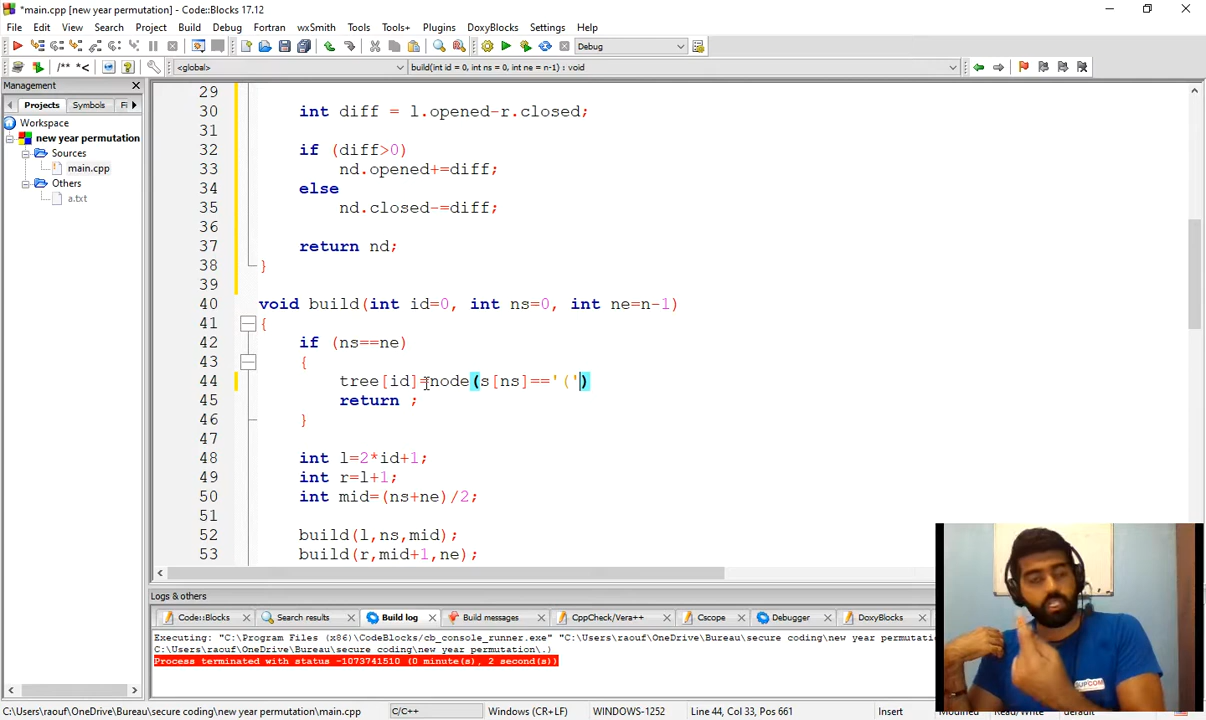 *main.cpp [new year permutation] - Code::Blocks 17.12
File Edit View Search Project Build Debug Fortran wxSmith Tools Tools+ Plugins DoxyBlocks Settings Help
Debug
/** *<
<global>
build(int id = 0, int ns = 0, int ne = n-1) : void
Management
Projects Symbols Fi
Workspace
new year permutation
Sources
main.cpp
Others
a.txt
29
30 int diff = l.opened-r.closed;
31
32 if (diff>0)
33 nd.opened+=diff;
34 else
35 nd.closed-=diff;
36
37 return nd;
38 }
39
40 void build(int id=0, int ns=0, int ne=n-1)
41 {
42 if (ns==ne)
43 {
44 tree[id]=node(s[ns]=='(')
45 return ;
46 }
47
48 int l=2*id+1;
49 int r=l+1;
50 int mid=(ns+ne)/2;
51
52 build(l,ns,mid);
53 build(r,mid+1,ne);
Logs & others
Code::Blocks Search results Build log Build messages CppCheck/Vera++ Cscope Debugger DoxyBlocks
Executing: "C:\Program Files (x86)\CodeBlocks/cb_console_runner.exe" "C:\Users\raouf\OneDrive\Bureau\secure coding\new year permutatio
C:\Users\raouf\OneDrive\Bureau\secure coding\new year permutation\.)
Process terminated with status -1073741510 (0 minute(s), 2 second(s))
SUPCOM
C:\Users\raouf\OneDrive\Bureau\secure coding\new year permutation\main.cpp C/C++ Windows (CR+LF) WINDOWS-1252 Line 44, Col 33, Pos 661 Insert Modified Read/Write default